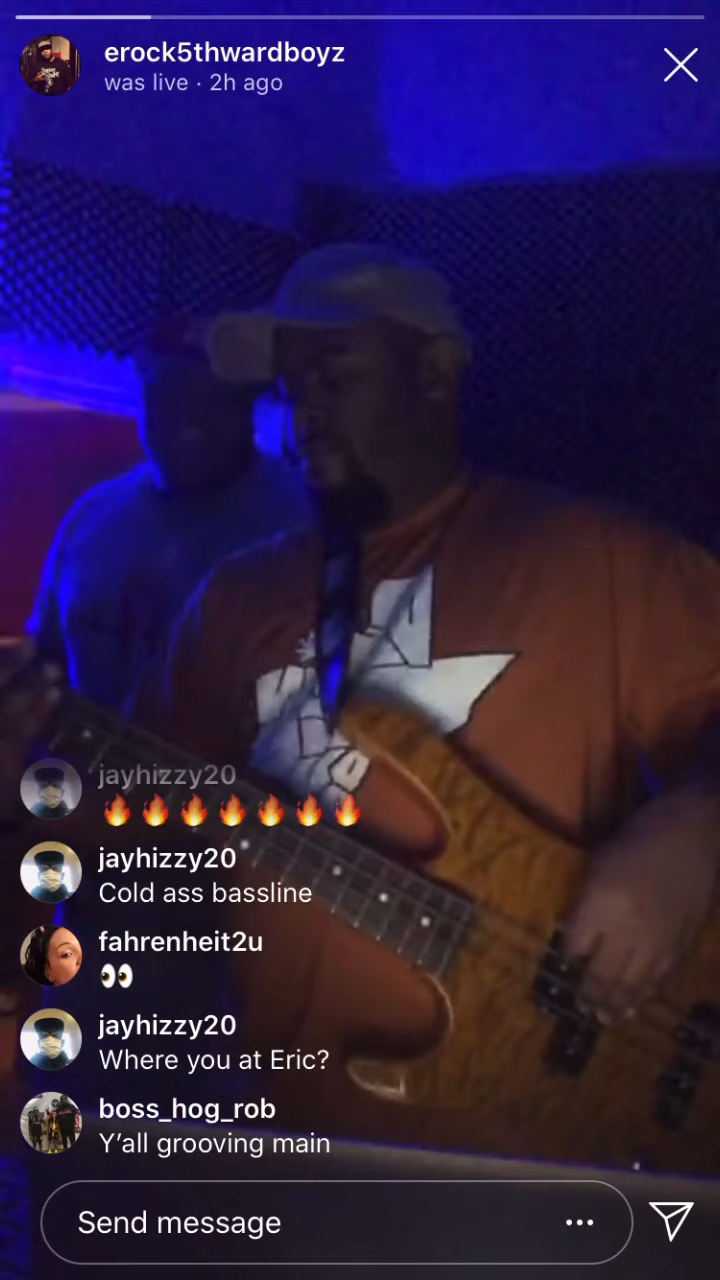 erock5thwardboyz
was live · 2h ago
jayhizzy20
🔥🔥🔥🔥🔥🔥🔥
jayhizzy20
Cold ass bassline
fahrenheit2u
👀
jayhizzy20
Where you at Eric?
boss_hog_rob
Y’all grooving main
Send message